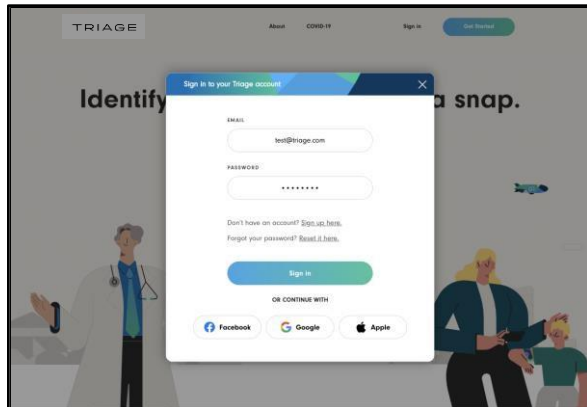 TRIAGE
About COVID-19 Sign in Get Started
Identify a snap.
Sign in to your Triage account
EMAIL
test@triage.com
PASSWORD
Don't have an account? Sign up here.
Forgot your password? Reset it here.
Sign in
OR CONTINUE WITH
Facebook Google Apple